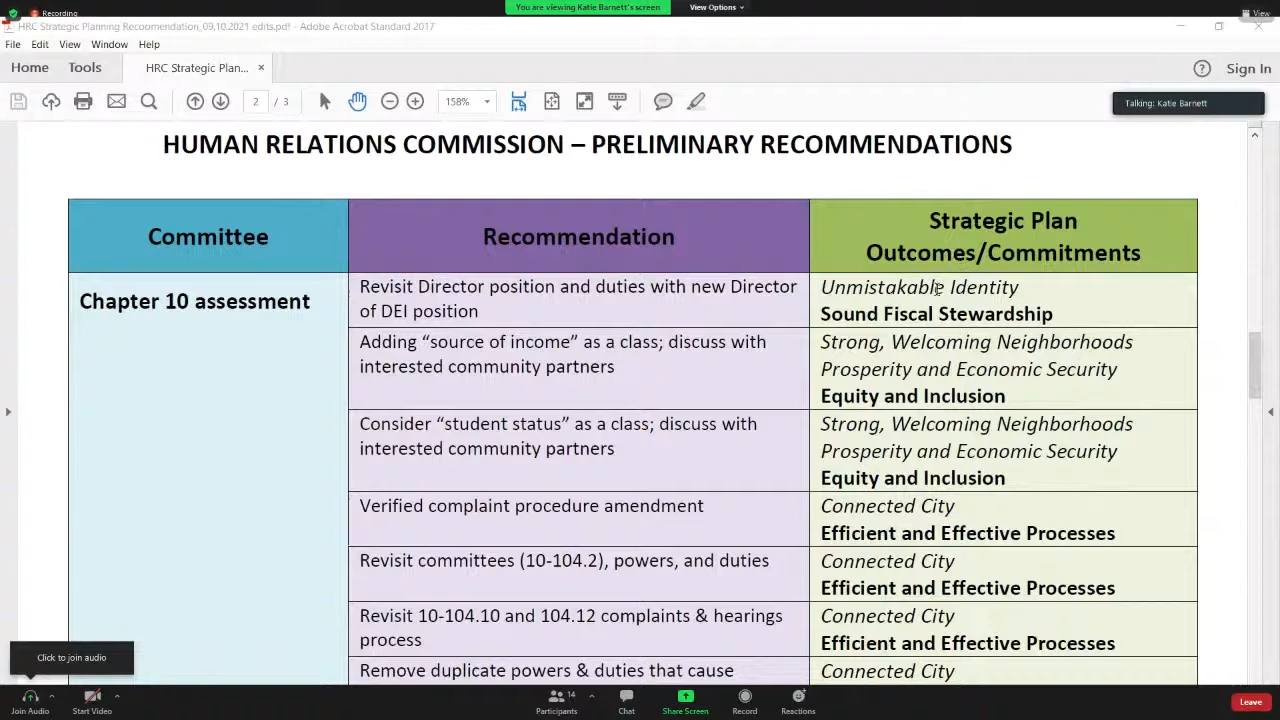 Recording
You are viewing Katie Barnett's screen
View Options
View
HRC Strategic Planning Recoomendation_09.10.2021 edits.pdf - Adobe Acrobat Standard 2017
File Edit View Window Help
Home Tools HRC Strategic Plan... × Sign In
2 / 3 158%
Talking: Katie Barnett
HUMAN RELATIONS COMMISSION – PRELIMINARY RECOMMENDATIONS
Committee
Recommendation
Strategic Plan
Outcomes/Commitments
Chapter 10 assessment
Revisit Director position and duties with new Director
of DEI position
Unmistakable Identity
Sound Fiscal Stewardship
Adding “source of income” as a class; discuss with
interested community partners
Strong, Welcoming Neighborhoods
Prosperity and Economic Security
Equity and Inclusion
Consider “student status” as a class; discuss with
interested community partners
Strong, Welcoming Neighborhoods
Prosperity and Economic Security
Equity and Inclusion
Verified complaint procedure amendment
Connected City
Efficient and Effective Processes
Revisit committees (10-104.2), powers, and duties
Connected City
Efficient and Effective Processes
Revisit 10-104.10 and 104.12 complaints & hearings
process
Connected City
Efficient and Effective Processes
Remove duplicate powers & duties that cause
Connected City
Click to join audio
Join Audio
Start Video
Participants 14
Chat
Share Screen
Record
Reactions
Leave